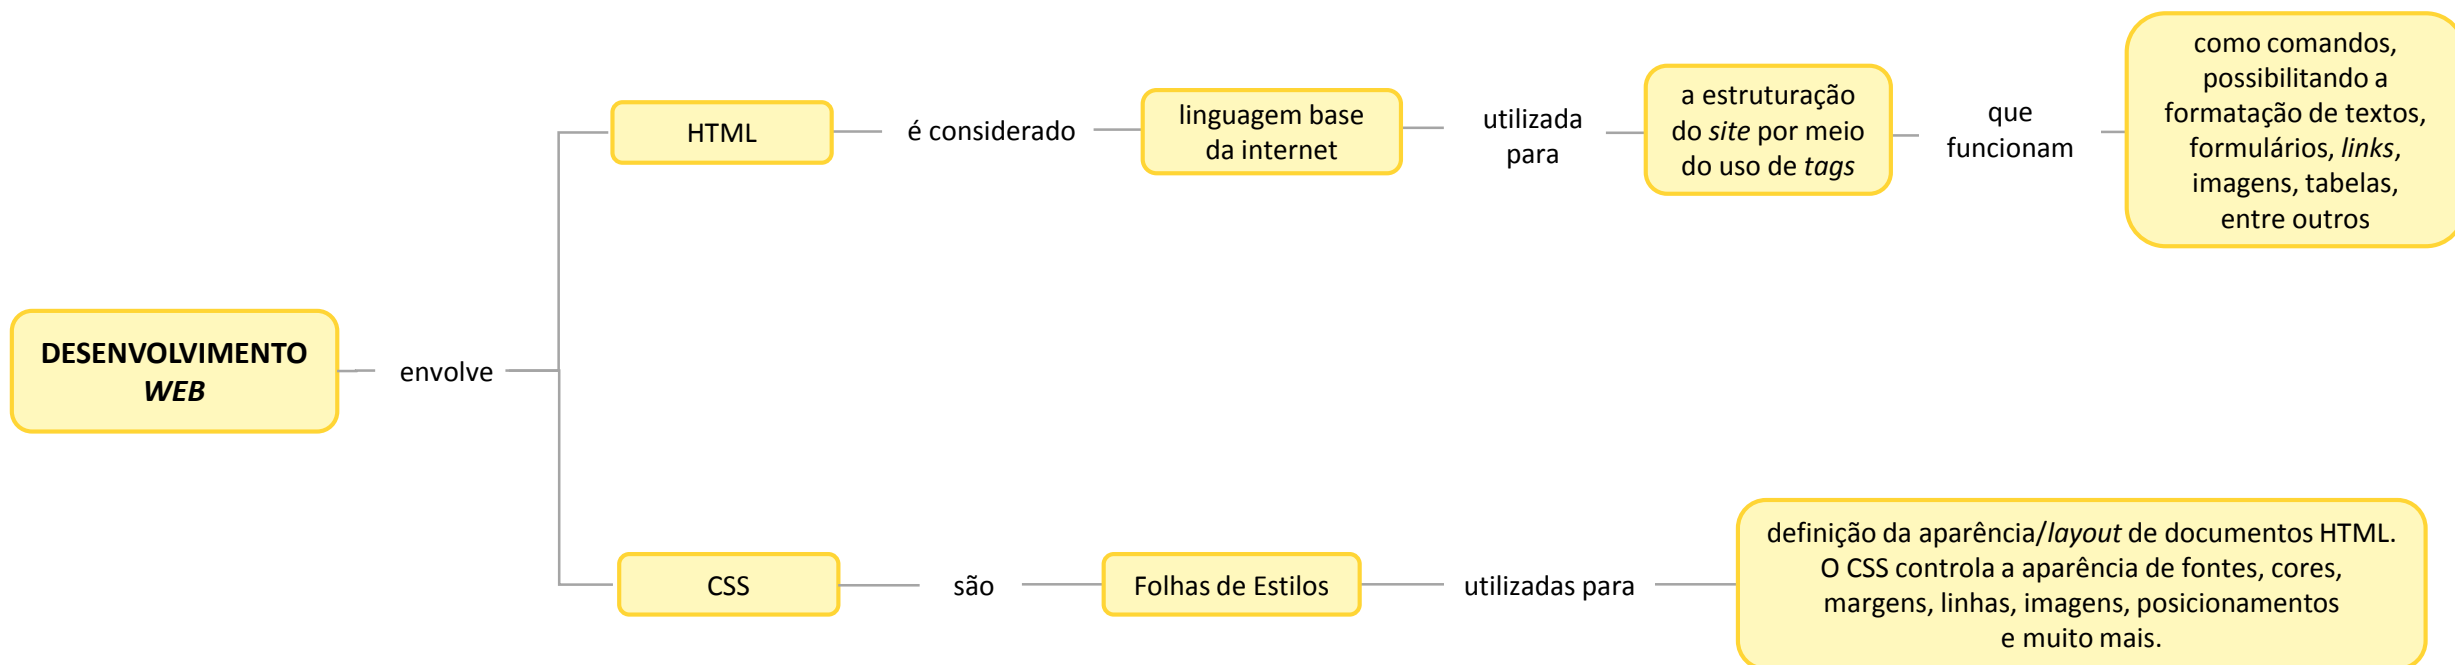 DESENVOLVIMENTO
WEB
envolve
HTML
é considerado
linguagem base
da internet
utilizada
para
a estruturação
do site por meio
do uso de tags
que
funcionam
como comandos,
possibilitando a
formatação de textos,
formulários, links,
imagens, tabelas,
entre outros
CSS
são
Folhas de Estilos
utilizadas para
definição da aparência/layout de documentos HTML.
O CSS controla a aparência de fontes, cores,
margens, linhas, imagens, posicionamentos
e muito mais.